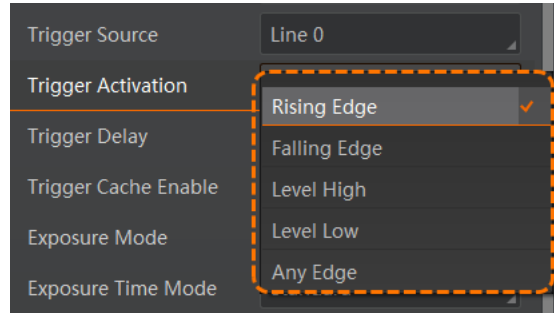 Trigger Source Line 0
Trigger Activation
Rising Edge
Trigger Delay
Falling Edge
Trigger Cache Enable Level High
Exposure Mode Level Low
Any Edge
Exposure Time Mode